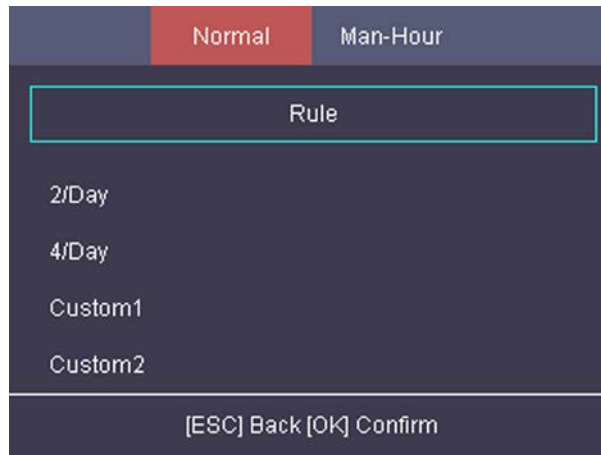 Normal Man-Hour
Rule
2/Day
4/Day
Custom1
Custom2
[ESC] Back [OK] Confirm